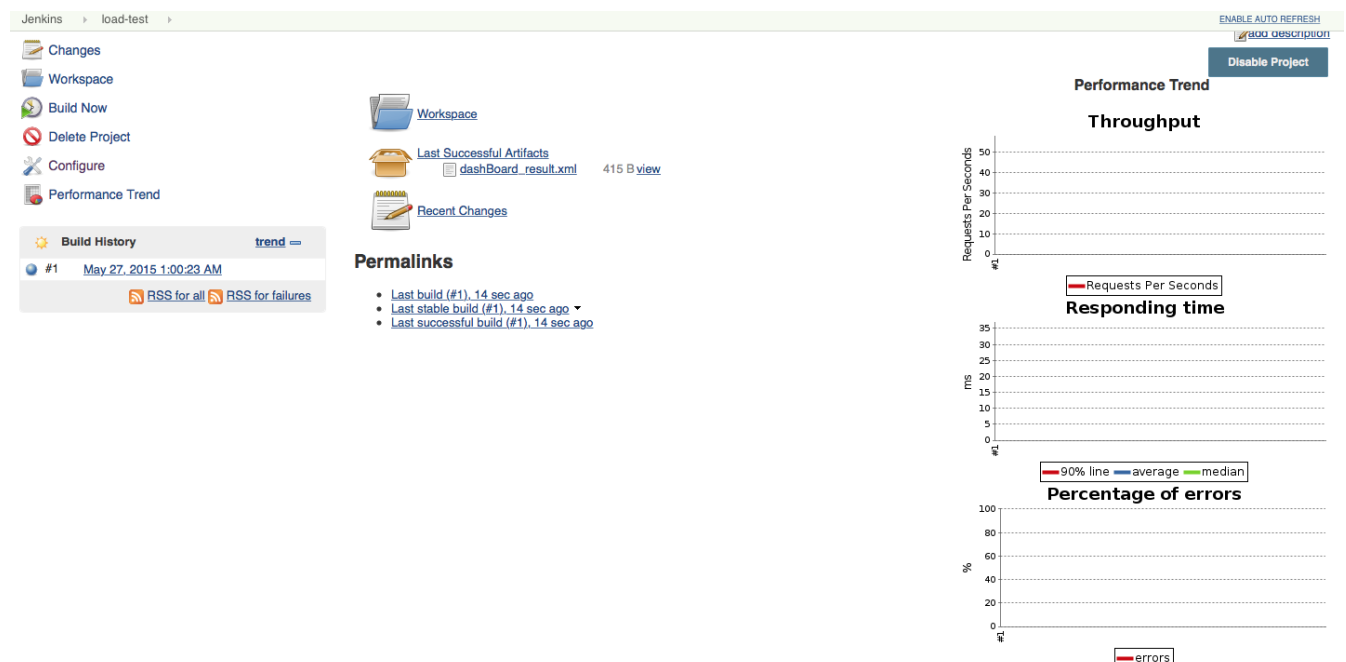 Jenkins load-test
ENABLE AUTO REFRESH
add description
Disable Project
Changes
Workspace
Build Now
Delete Project
Configure
Performance Trend
Build History trend
#1 May 27, 2015 1:00:23 AM
RSS for all RSS for failures
Workspace
Last Successful Artifacts
dashBoard_result.xml 415 B view
Recent Changes
Permalinks
Last build (#1), 14 sec ago
Last stable build (#1), 14 sec ago
Last successful build (#1), 14 sec ago
Performance Trend
Throughput
Requests Per Seconds
50
40
30
20
10
0
#1
Requests Per Seconds
Responding time
ms
35
30
25
20
15
10
5
0
#1
90% line average median
Percentage of errors
%
100
80
60
40
20
0
#1
errors